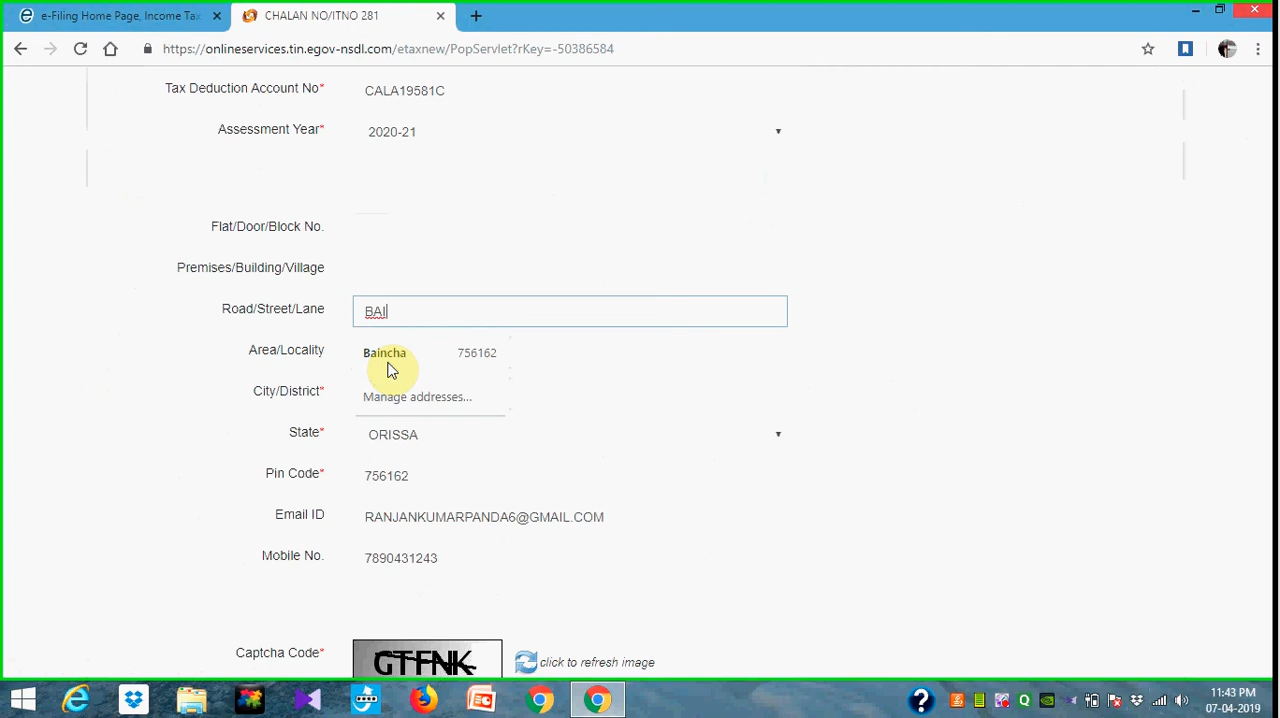 e-Filing Home Page, Income Tax
CHALAN NO/ITNO 281
https://onlineservices.tin.egov-nsdl.com/etaxnew/PopServlet?rKey=-50386584
Tax Deduction Account No* CALA19581C
Assessment Year* 2020-21
Flat/Door/Block No.
Premises/Building/Village
Road/Street/Lane BAI
Area/Locality Baincha 756162
City/District* Manage addresses...
State* ORISSA
Pin Code* 756162
Email ID RANJANKUMARPANDA6@GMAIL.COM
Mobile No. 7890431243
Captcha Code* GTFNK click to refresh image
11:43 PM
07-04-2019